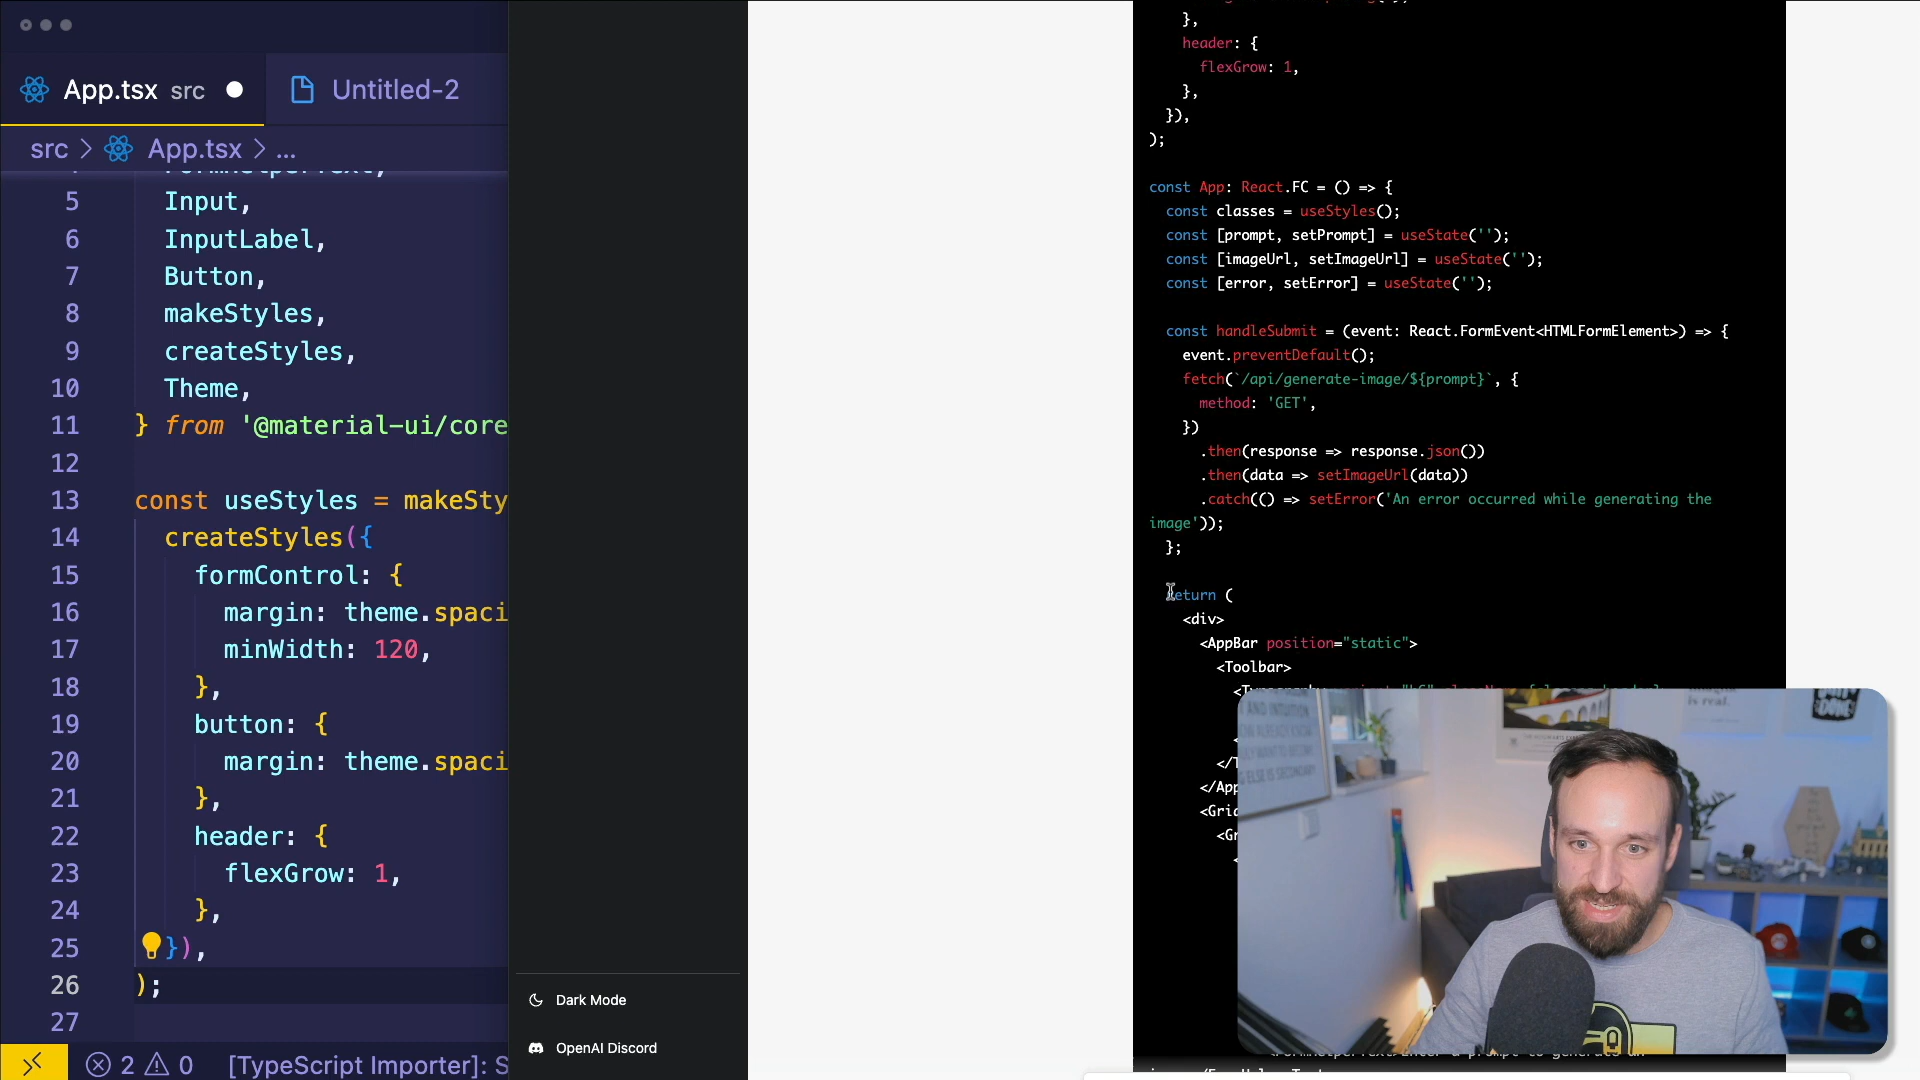 App.tsx src
Untitled-2
src > App.tsx > ...
5 Input,
6 InputLabel,
7 Button,
8 makeStyles,
9 createStyles,
10 Theme,
11 } from '@material-ui/core
12
13 const useStyles = makeSty
14 createStyles({
15 formControl: {
16 margin: theme.spaci
17 minWidth: 120,
18 },
19 button: {
20 margin: theme.spaci
21 },
22 header: {
23 flexGrow: 1,
24 },
25 }),
26 );
27
2 0 [TypeScript Importer]: S
Dark Mode
OpenAI Discord
},
header: {
flexGrow: 1,
},
}),
);
const App: React.FC = () => {
const classes = useStyles();
const [prompt, setPrompt] = useState('');
const [imageUrl, setImageUrl] = useState('');
const [error, setError] = useState('');
const handleSubmit = (event: React.FormEvent<HTMLFormElement>) => {
event.preventDefault();
fetch(`/api/generate-image/${prompt}`, {
method: 'GET',
})
.then(response => response.json())
.then(data => setImageUrl(data))
.catch(() => setError('An error occurred while generating the
image'));
};
return (
<div>
<AppBar position="static">
<Toolbar>
<
</T
</App
<Grid
<Gr
<